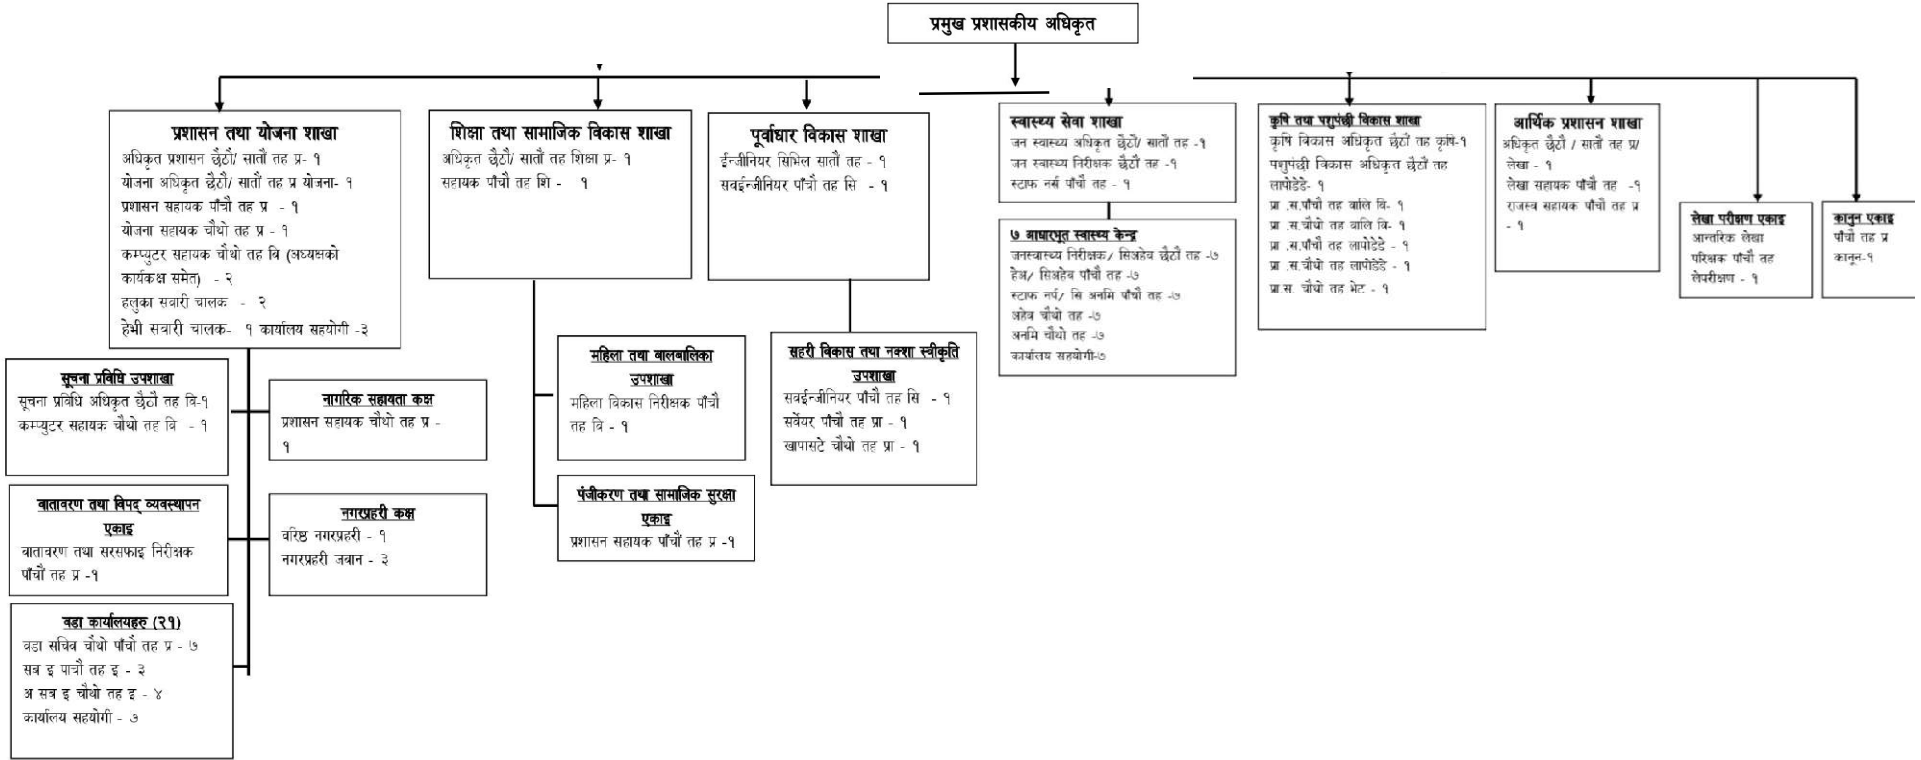 प्रमुख प्रशासकीय अधिकृत
प्रशासन तथा योजना शाखा
अधिकृत प्रशासन छैठौं/ सातौं तह प्र- १
योजना अधिकृत छैठौं/ सातौं तह प्र योजना- १
प्रशासन सहायक पाँचौ तह प्र - १
योजना सहायक चौथो तह प्र - १
कम्प्युटर सहायक चौथो तह वि (अध्यक्षको
कार्यकक्ष समेत) - २
हलुका सवारी चालक - २
हेभी सवारी चालक- १ कार्यालय सहयोगी -३
शिक्षा तथा सामाजिक विकास शाखा
अधिकृत छैठौं/ सातौं तह शिक्षा प्र- १
सहायक पाँचौ तह शि - १
पूर्वाधार विकास शाखा
ईन्जीनियर सिभिल सातौ तह - १
सवईन्जीनियर पाँचौ तह सि - १
स्वास्थ्य सेवा शाखा
जन स्वास्थ्य अधिकृत छैठौं/ सातौं तह -१
जन स्वास्थ्य निरीक्षक छैठौं तह -१
स्टाफ नर्स पाँचौ तह - १
७ आधारभूत स्वास्थ्य केन्द्र
जनस्वास्थ्य निरीक्षक/ सिअहेव छैठौं तह -७
हेअ/ सिअहेव पाँचौ तह -७
स्टाफ नर्प/ सि अनमि पाँचौ तह -७
अहेव चौथो तह -७
अनमि चौथो तह -७
कार्यालय सहयोगी-७
कृषि तथा पशुपंछी विकास शाखा
कृषि विकास अधिकृत छैठौं तह कृषि-१
पशुपंछी विकास अधिकृत छैठौं तह
लापोडेडे- १
प्रा .स.पाँचौ तह वालि वि- १
प्रा .स.चौथो तह वालि वि- १
प्रा .स.पाँचौ तह लापोडेडे - १
प्रा .स.चौथो तह लापोडेडे - १
प्रा.स. चौथो तह भेट - १
आर्थिक प्रशासन शाखा
अधिकृत छैठौं / सातौं तह प्र/
लेखा - १
लेखा सहायक पाँचौ तह -१
राजस्व सहायक पाँचौ तह प्र
- १
लेखा परीक्षण एकाइ
आन्तरिक लेखा
परिक्षक पाँचौ तह
लेपरीक्षण - १
कानुन एकाइ
पाँचौ तह प्र
कानून-१
सूचना प्रविधि उपशाखा
सूचना प्रविधि अधिकृत छैठौं तह वि-१
कम्प्युटर सहायक चौथो तह वि - १
नागरिक सहायता कक्ष
प्रशासन सहायक चौथो तह प्र -
१
वातावरण तथा विपद् व्यवस्थापन
एकाइ
वातावरण तथा सरसफाइ निरीक्षक
पाँचौं तह प्र -१
नगरप्रहरी कक्ष
वरिष्ठ नगरप्रहरी - १
नगरप्रहरी जवान - ३
वडा कार्यालयहरु (२१)
वडा सचिव चौथो पाँचौ तह प्र - ७
सव इ पाचौ तह इ - ३
अ सव इ चौथो तह इ - ४
कार्यालय सहयोगी - ७
महिला तथा वालबालिका
उपशाखा
महिला विकास निरीक्षक पाँचौ
तह वि - १
पंजीकरण तथा सामाजिक सुरक्षा
एकाइ
प्रशासन सहायक पाँचौं तह प्र -१
सहरी विकास तथा नक्शा स्वीकृति
उपशाखा
सवईन्जीनियर पाँचौ तह सि - १
सर्वेयर पाँचौ तह प्रा - १
खापासटे चौथो तह प्रा - १